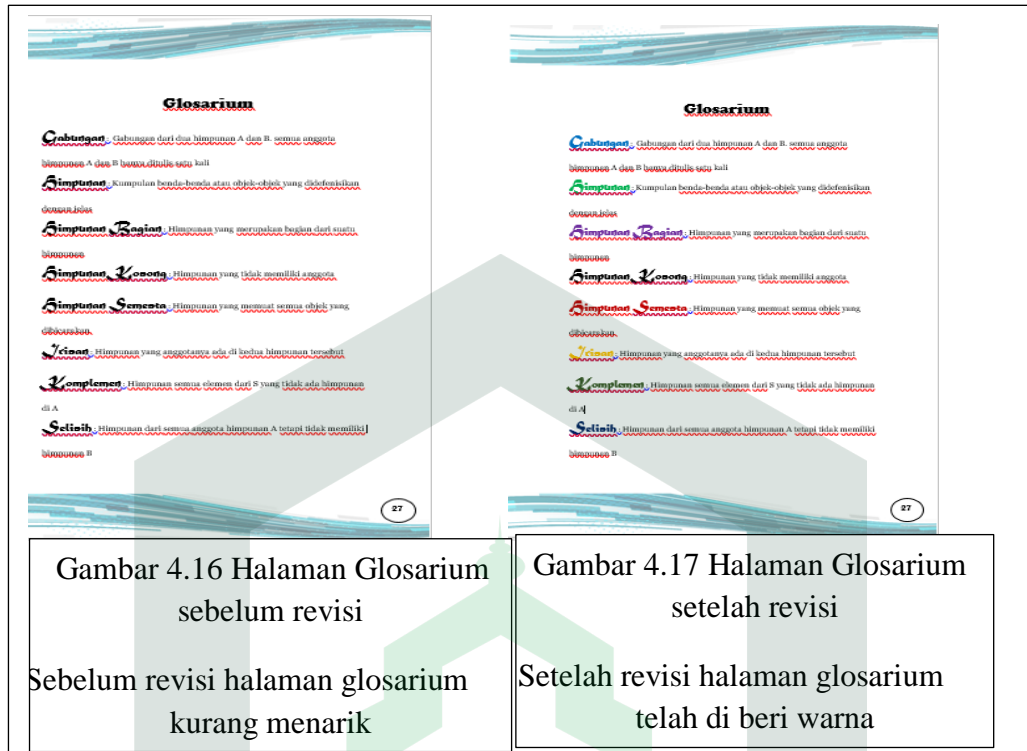 Glosarium
Gabungan : Gabungan dari dua himpunan A dan B. semua anggota
himpunan A dan B hanya ditulis satu kali
Himpunan : Kumpulan benda-benda atau objek-objek yang didefenisikan
dengan jelas
Himpunan Bagian : Himpunan yang merupakan bagian dari suatu
himpunan
Himpunan Kosong : Himpunan yang tidak memiliki anggota
Himpunan Semesta : Himpunan yang memuat semua objek yang
dibicarakan
Irisan : Himpunan yang anggotanya ada di kedua himpunan tersebut
Komplemen : Himpunan semua elemen dari S yang tidak ada himpunan
di A
Selisih : Himpunan dari semua anggota himpunan A tetapi tidak memiliki
himpunan B
27
Gambar 4.16 Halaman Glosarium
sebelum revisi
Sebelum revisi halaman glosarium
kurang menarik
Glosarium
Gabungan : Gabungan dari dua himpunan A dan B. semua anggota
himpunan A dan B hanya ditulis satu kali
Himpunan : Kumpulan benda-benda atau objek-objek yang didefenisikan
dengan jelas
Himpunan Bagian : Himpunan yang merupakan bagian dari suatu
himpunan
Himpunan Kosong : Himpunan yang tidak memiliki anggota
Himpunan Semesta : Himpunan yang memuat semua objek yang
dibicarakan
Irisan : Himpunan yang anggotanya ada di kedua himpunan tersebut
Komplemen : Himpunan semua elemen dari S yang tidak ada himpunan
di A
Selisih : Himpunan dari semua anggota himpunan A tetapi tidak memiliki
himpunan B
27
Gambar 4.17 Halaman Glosarium
setelah revisi
Setelah revisi halaman glosarium
telah di beri warna